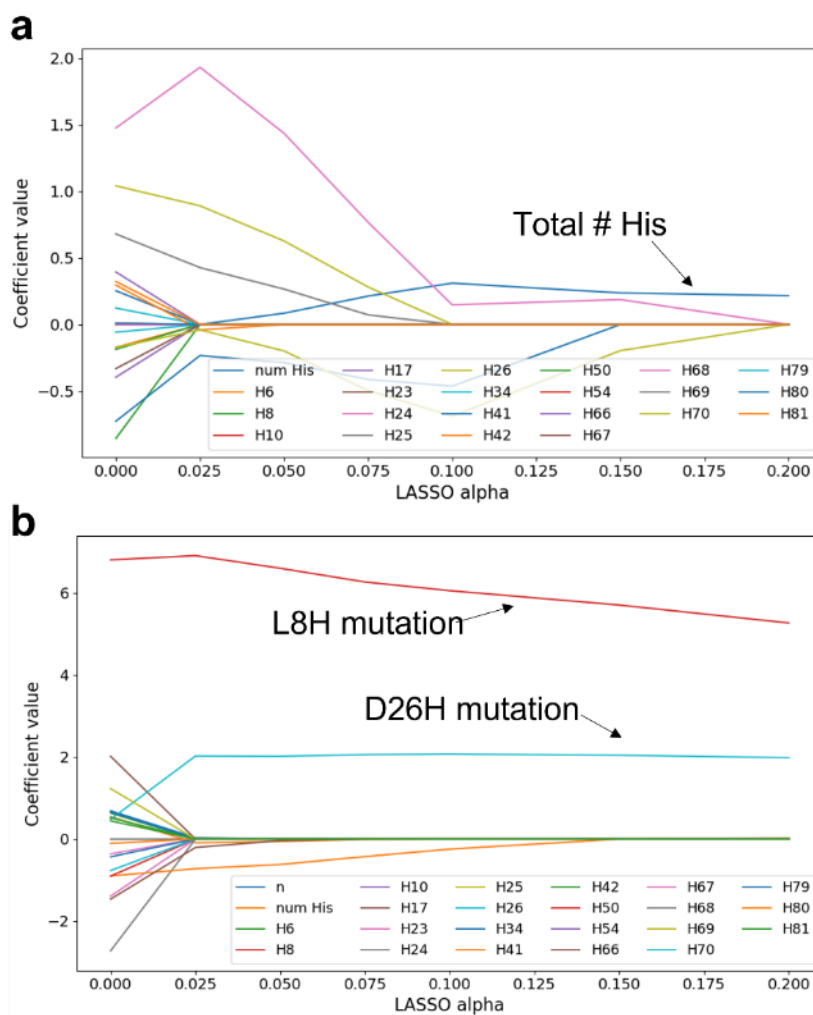 a
2.0
1.5
1.0
0.5
0.0
−0.5
Coefficient value
Total # His
num His H17 H26 H50 H68 H79
H6 H23 H34 H54 H69 H80
H8 H24 H41 H66 H70 H81
H10 H25 H42 H67
0.000 0.025 0.050 0.075 0.100 0.125 0.150 0.175 0.200
LASSO alpha
b
6
4
2
0
−2
Coefficient value
L8H mutation
D26H mutation
n H10 H25 H42 H67 H79
num His H17 H26 H50 H68 H80
H6 H23 H34 H54 H69 H81
H8 H24 H41 H66 H70
0.000 0.025 0.050 0.075 0.100 0.125 0.150 0.175 0.200
LASSO alpha